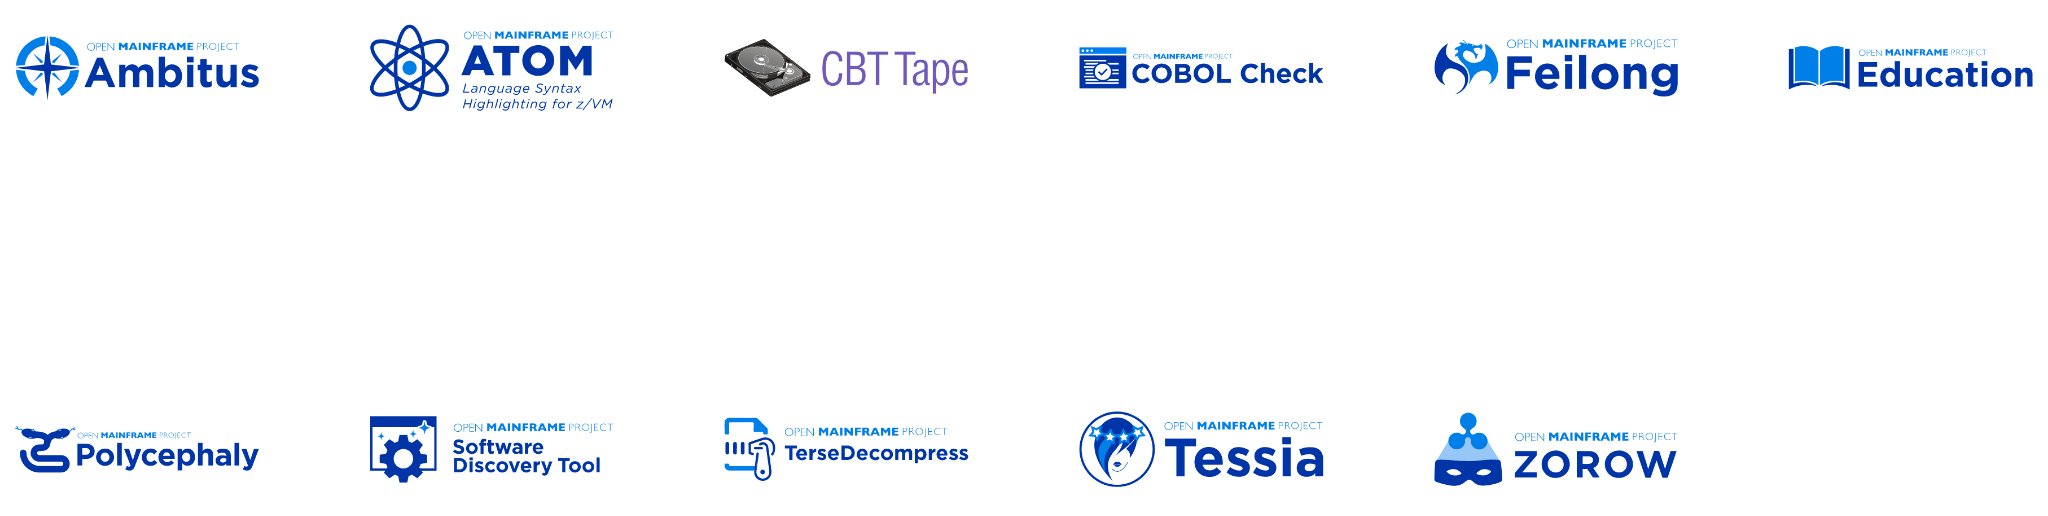 OPEN MAINFRAME PROJECT
Ambitus
OPEN MAINFRAME PROJECT
ATOM
Language Syntax
Highlighting for z/VM
CBT Tape
OPEN MAINFRAME PROJECT
COBOL Check
OPEN MAINFRAME PROJECT
Feilong
OPEN MAINFRAME PROJECT
Education
OPEN MAINFRAME PROJECT
Polycephaly
OPEN MAINFRAME PROJECT
Software
Discovery Tool
OPEN MAINFRAME PROJECT
TerseDecompress
OPEN MAINFRAME PROJECT
Tessia
OPEN MAINFRAME PROJECT
ZOROW